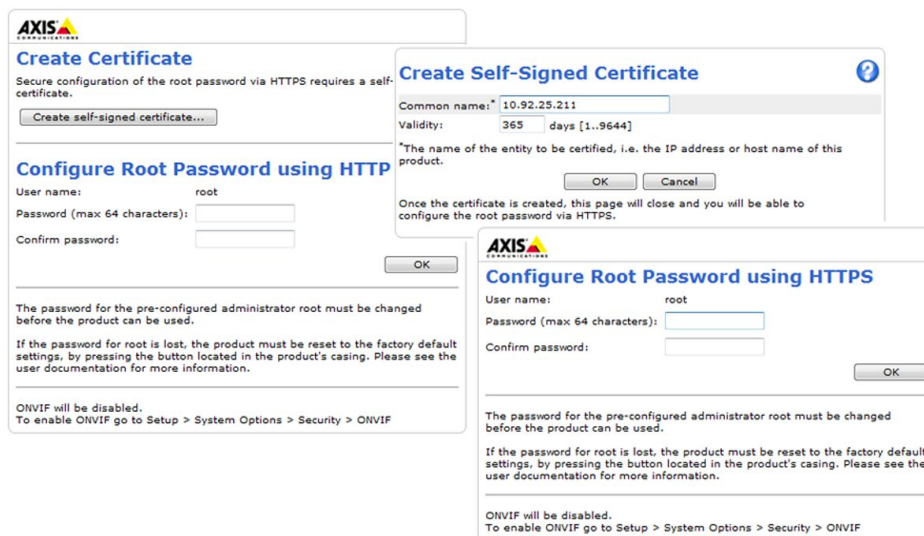 AXIS
COMMUNICATIONS
Create Certificate
Secure configuration of the root password via HTTPS requires a self-
certificate.
Create self-signed certificate...
Configure Root Password using HTTP
User name: root
Password (max 64 characters):
Confirm password:
OK
The password for the pre-configured administrator root must be changed
before the product can be used.
If the password for root is lost, the product must be reset to the factory default
settings, by pressing the button located in the product's casing. Please see the
user documentation for more information.
ONVIF will be disabled.
To enable ONVIF go to Setup > System Options > Security > ONVIF
Create Self-Signed Certificate
?
Common name:* 10.92.25.211
Validity: 365 days [1..9644]
*The name of the entity to be certified, i.e. the IP address or host name of this
product.
OK Cancel
Once the certificate is created, this page will close and you will be able to
configure the root password via HTTPS.
AXIS
COMMUNICATIONS
Configure Root Password using HTTPS
User name: root
Password (max 64 characters):
Confirm password:
OK
The password for the pre-configured administrator root must be changed
before the product can be used.
If the password for root is lost, the product must be reset to the factory default
settings, by pressing the button located in the product's casing. Please see the
user documentation for more information.
ONVIF will be disabled.
To enable ONVIF go to Setup > System Options > Security > ONVIF